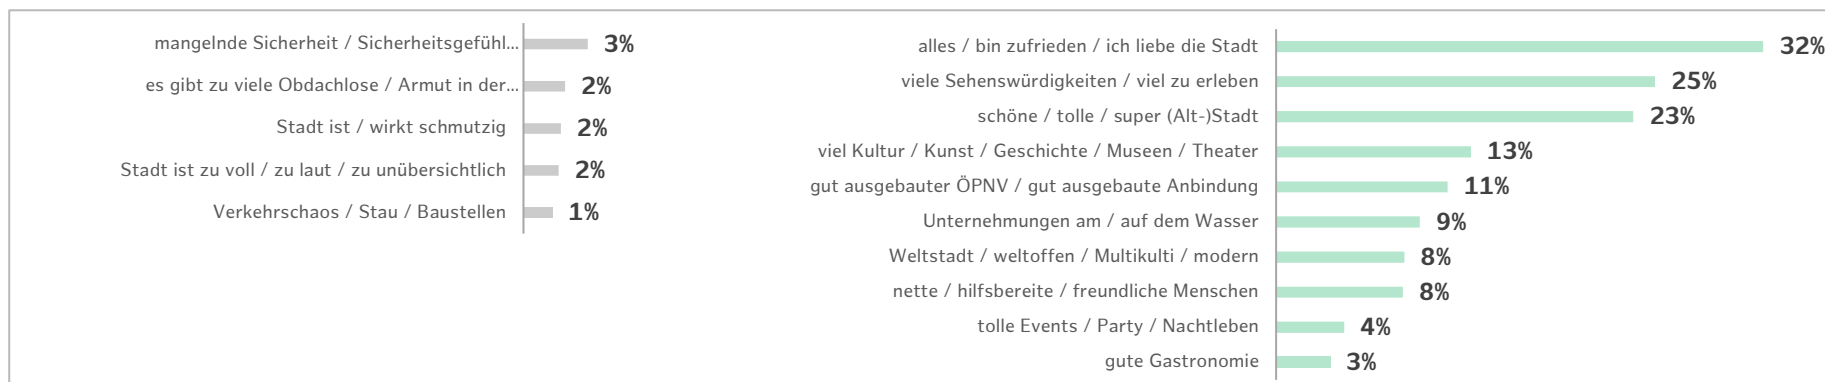 mangelnde Sicherheit / Sicherheitsgefühl... 3%
es gibt zu viele Obdachlose / Armut in der... 2%
Stadt ist / wirkt schmutzig 2%
Stadt ist zu voll / zu laut / zu unübersichtlich 2%
Verkehrschaos / Stau / Baustellen 1%
alles / bin zufrieden / ich liebe die Stadt 32%
viele Sehenswürdigkeiten / viel zu erleben 25%
schöne / tolle / super (Alt-)Stadt 23%
viel Kultur / Kunst / Geschichte / Museen / Theater 13%
gut ausgebauter ÖPNV / gut ausgebaute Anbindung 11%
Unternehmungen am / auf dem Wasser 9%
Weltstadt / weltoffen / Multikulti / modern 8%
nette / hilfsbereite / freundliche Menschen 8%
tolle Events / Party / Nachtleben 4%
gute Gastronomie 3%